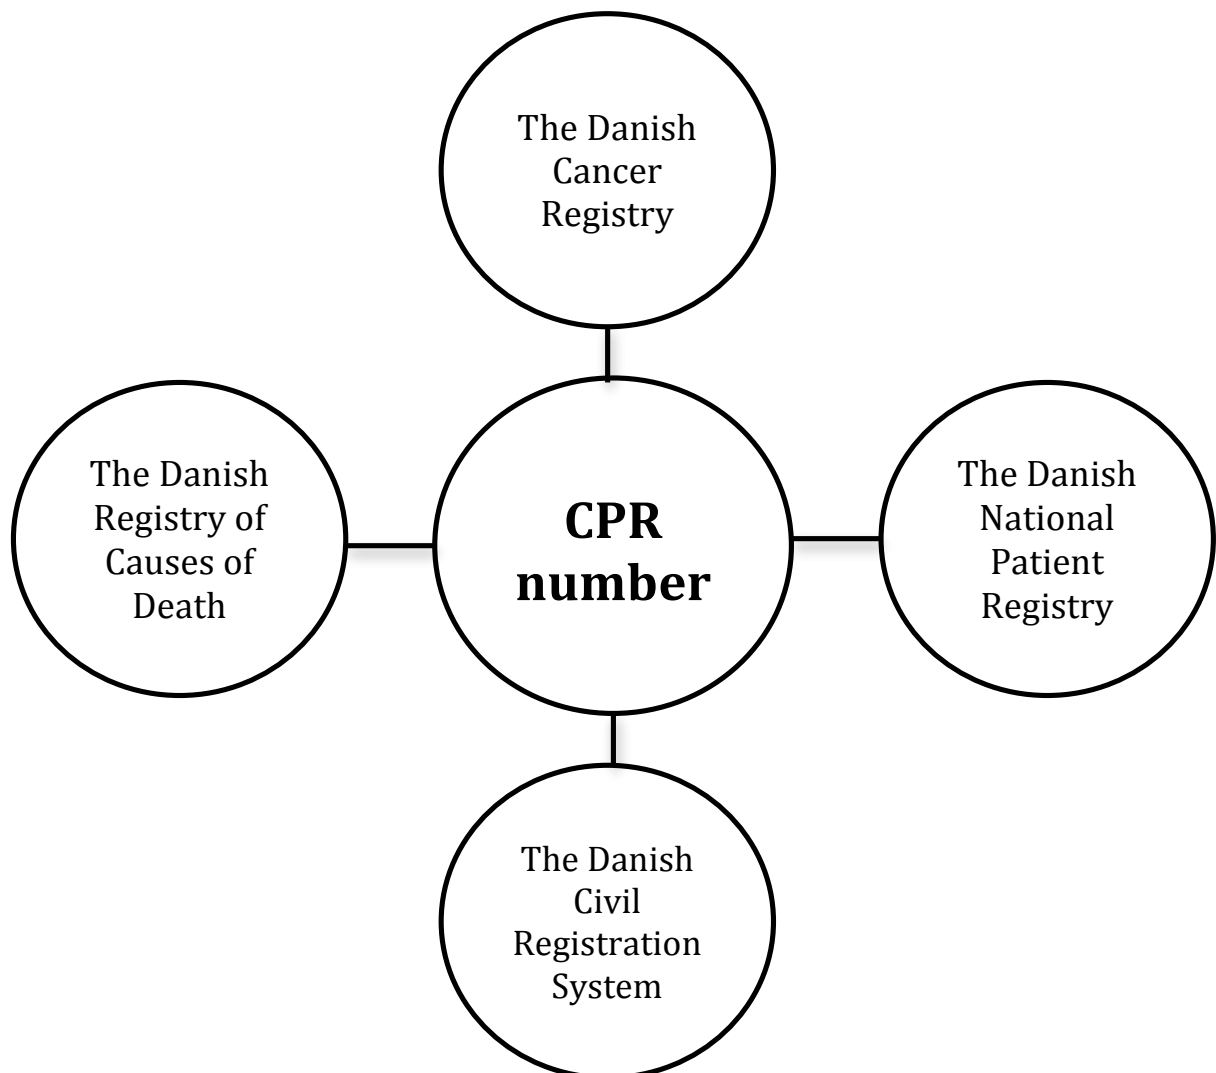 The Danish
Cancer
Registry
The Danish
Registry of
Causes of
Death
CPR
number
The Danish
National
Patient
Registry
The Danish
Civil
Registration
System